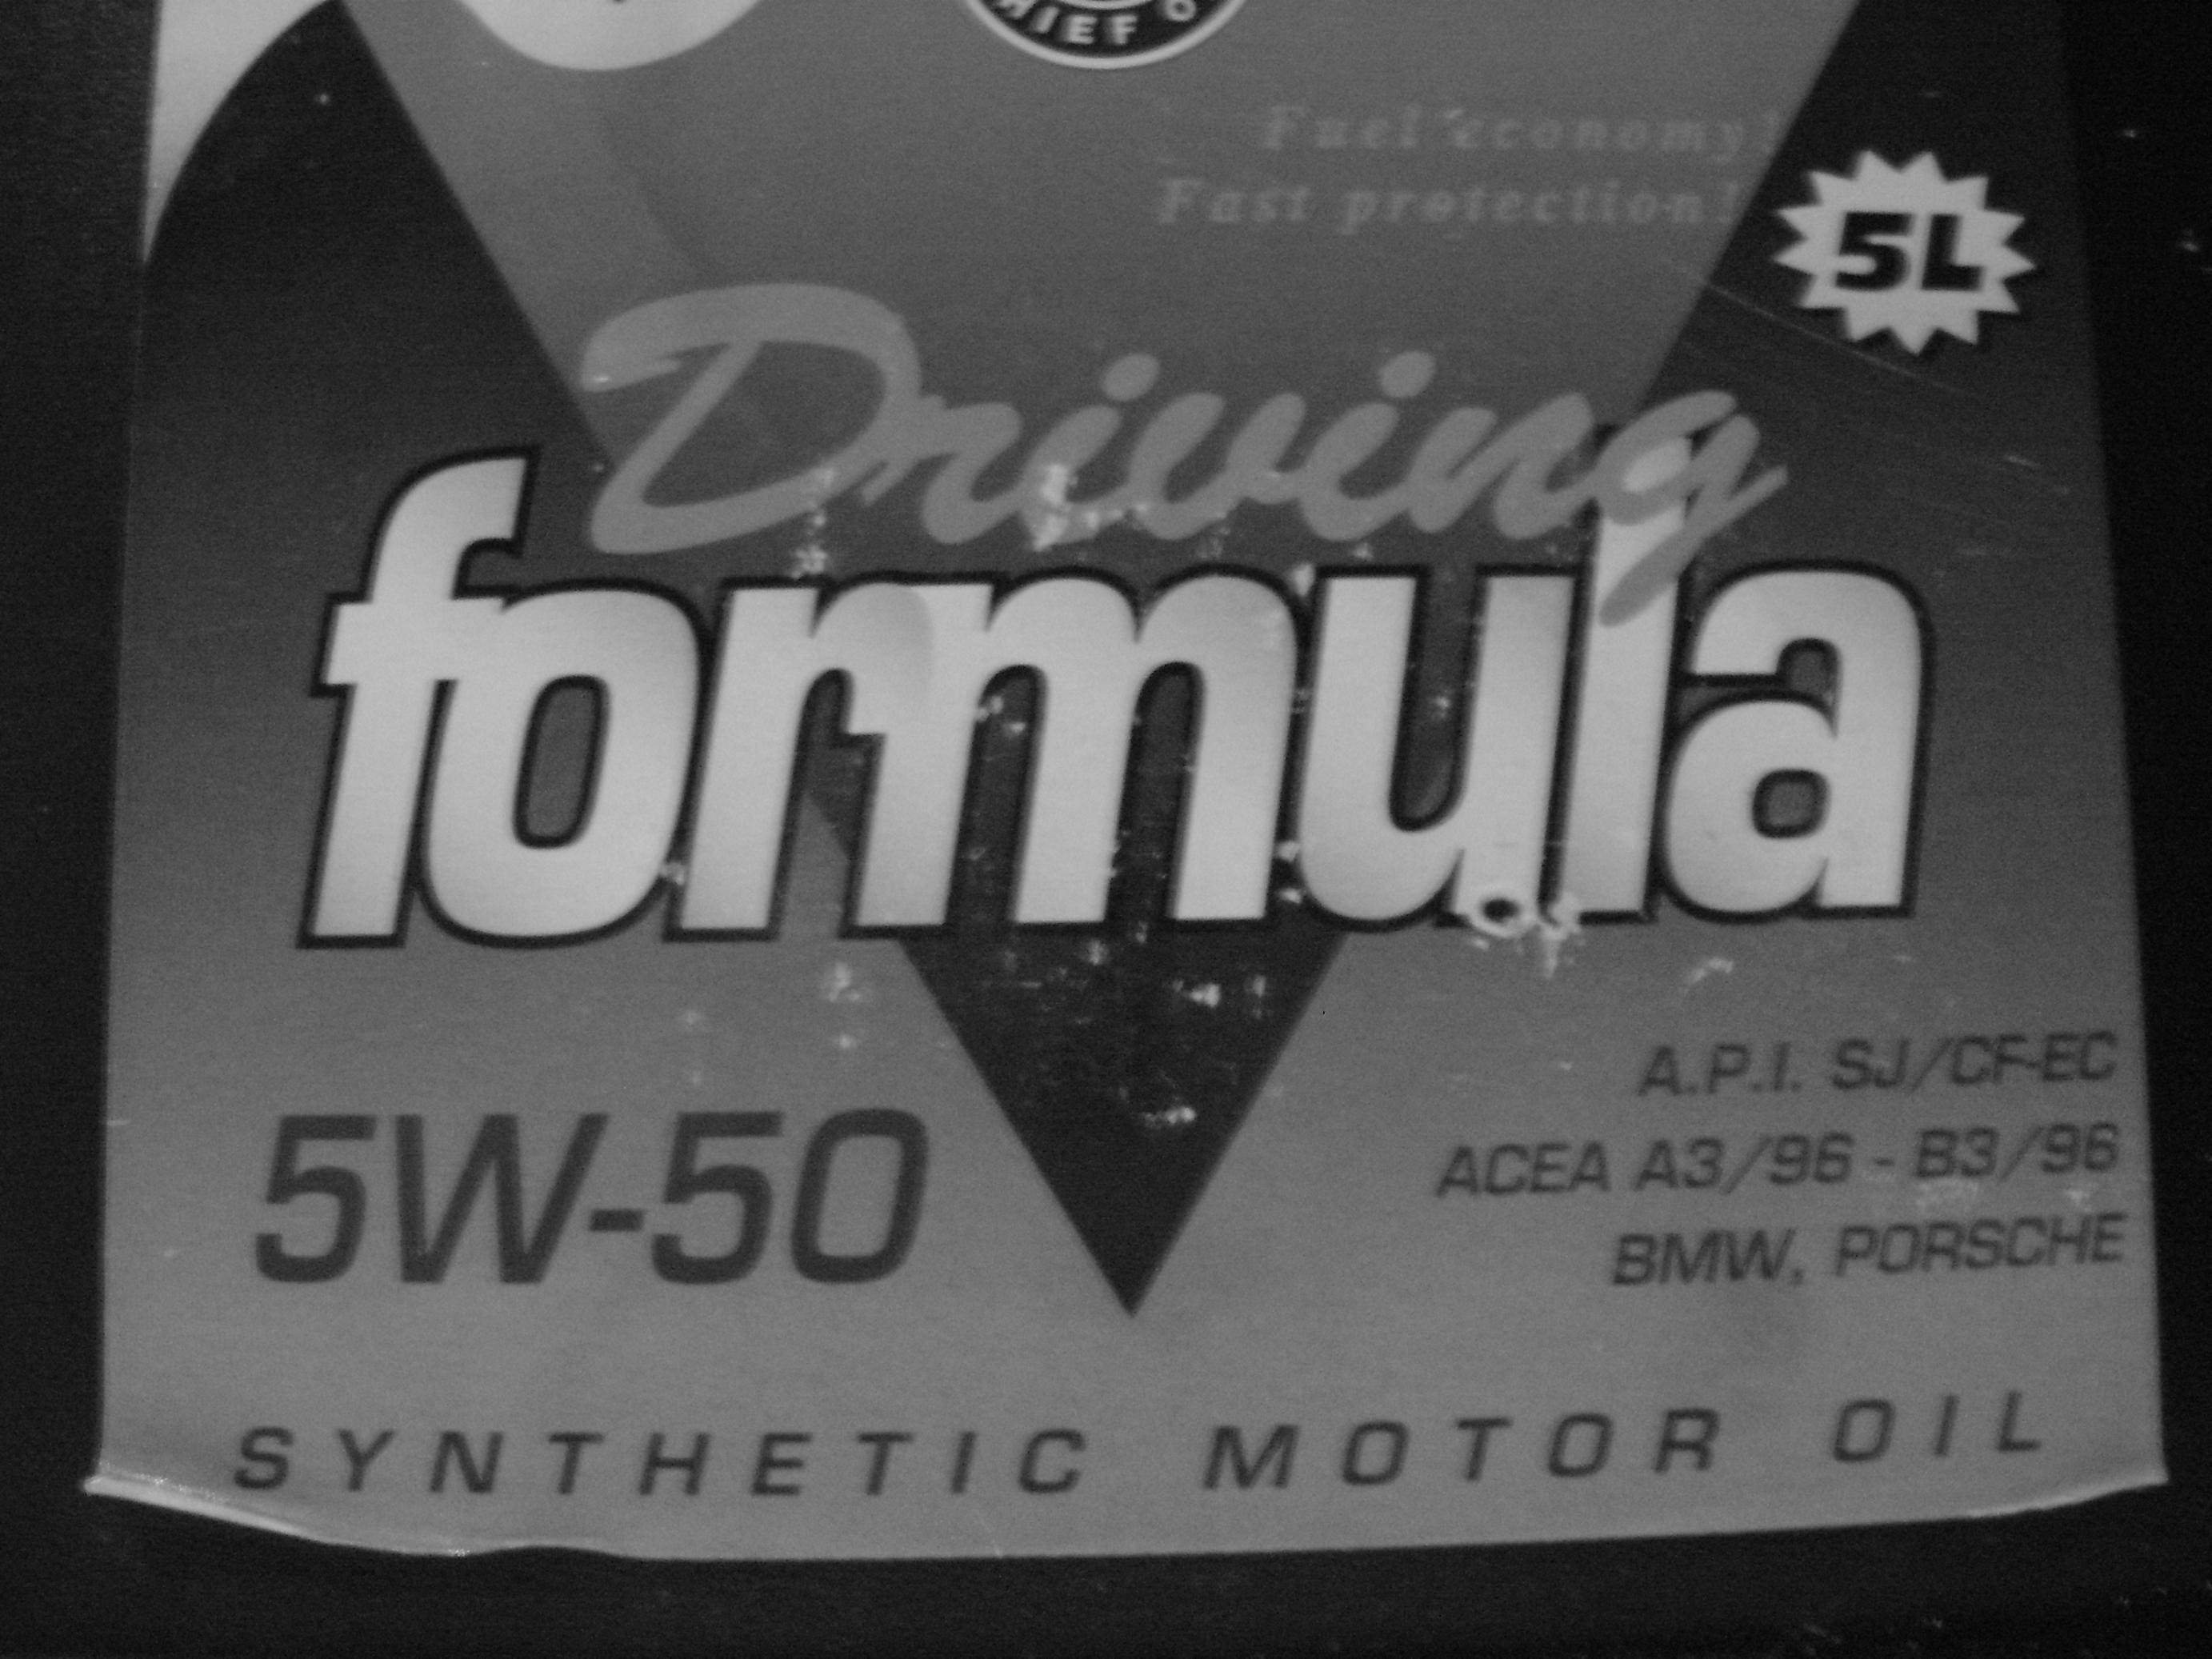 Fuel economy!
Fast protection!
5L
Driving
formula
5W-50
A.P.I. SJ/CF-EC
ACEA A3/96 - B3/96
BMW, PORSCHE
SYNTHETIC MOTOR OIL